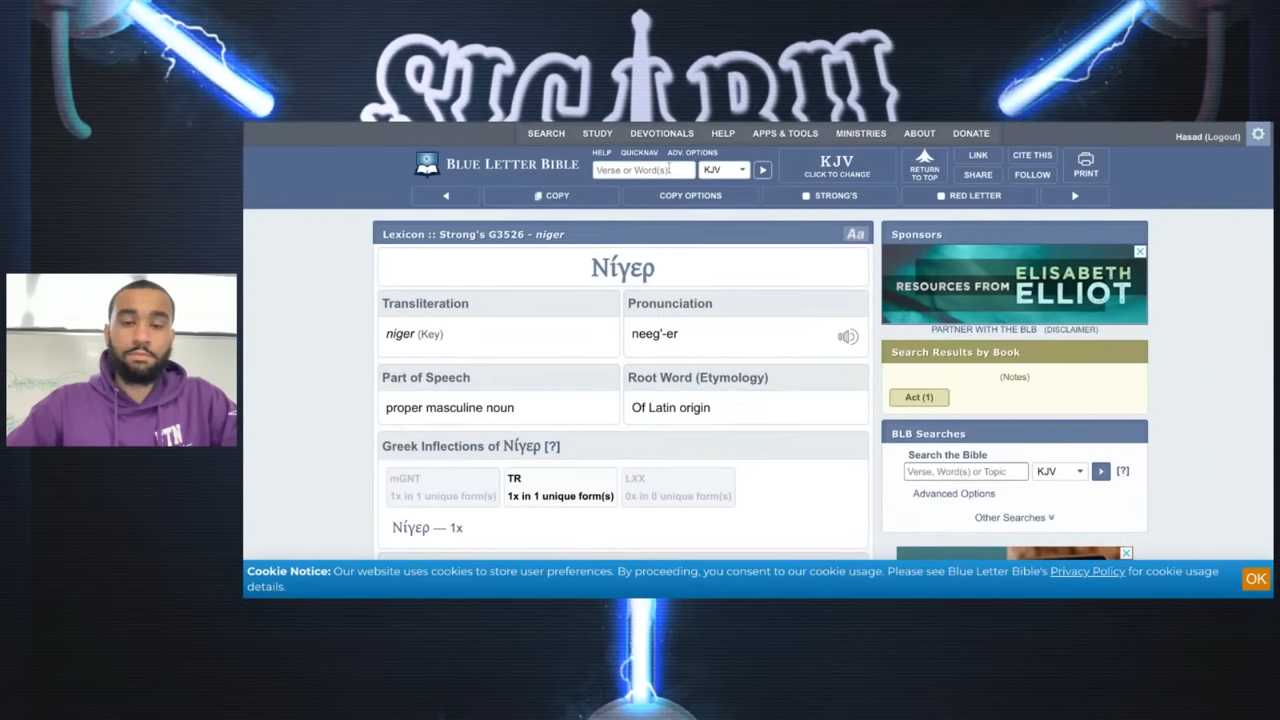 SICARII
SEARCH STUDY DEVOTIONALS HELP APPS & TOOLS MINISTRIES ABOUT DONATE
Hasad (Logout)
BLUE LETTER BIBLE
HELP QUICKNAV ADV. OPTIONS
Verse or Word(s)
KJV
KJV
CLICK TO CHANGE
RETURN
TO TOP
LINK
CITE THIS
SHARE
FOLLOW
PRINT
COPY
COPY OPTIONS
STRONG'S
RED LETTER
Lexicon :: Strong's G3526 - niger
Aa
Νίγερ
Transliteration
Pronunciation
niger (Key)
neeg'-er
Part of Speech
Root Word (Etymology)
proper masculine noun
Of Latin origin
Greek Inflections of Νίγερ [?]
mGNT
1x in 1 unique form(s)
TR
1x in 1 unique form(s)
LXX
0x in 0 unique form(s)
Νίγερ — 1x
Sponsors
RESOURCES FROM
ELISABETH
ELLIOT
PARTNER WITH THE BLB (DISCLAIMER)
Search Results by Book
(Notes)
Act (1)
BLB Searches
Search the Bible
Verse, Word(s) or Topic
KJV
[?]
Advanced Options
Other Searches
Cookie Notice: Our website uses cookies to store user preferences. By proceeding, you consent to our cookie usage. Please see Blue Letter Bible's Privacy Policy for cookie usage
details.
OK